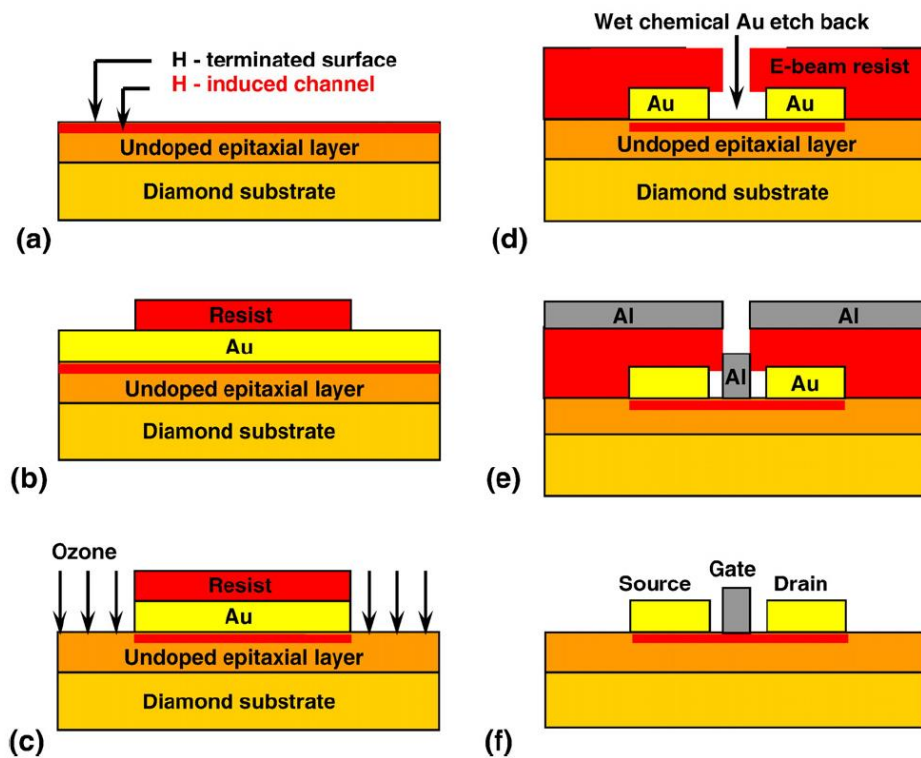 H - terminated surface
H - induced channel
Undoped epitaxial layer
Diamond substrate
(a)
Resist
Au
Undoped epitaxial layer
Diamond substrate
(b)
Ozone
Resist
Au
Undoped epitaxial layer
Diamond substrate
(c)
Wet chemical Au etch back
E-beam resist
Au Au
Undoped epitaxial layer
Diamond substrate
(d)
Al Al
Al
Au
(e)
Gate
Source Drain
(f)